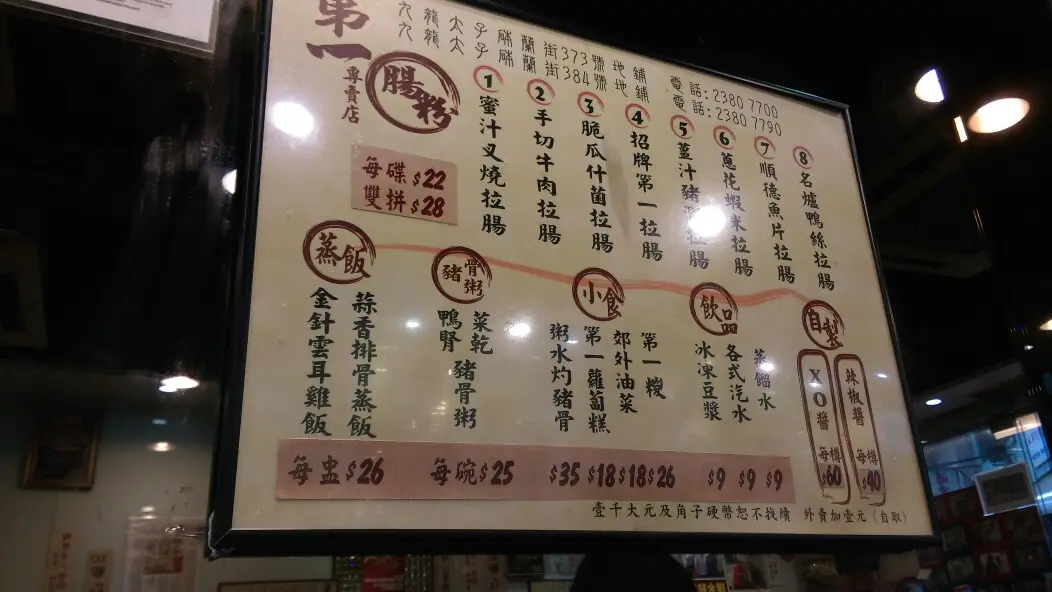 第一
專賣店
九龍太子砵蘭街373號地鋪
九龍太子砵蘭街384號地鋪
電話:2380 7700
電話:2380 7790
腸粉
每碟$22
雙拼$28
1蜜汁叉燒拉腸
2手切牛肉拉腸
3脆瓜什菌拉腸
4招牌第一拉腸
5薑汁豬潤拉腸
6蔥花蝦米拉腸
7順德魚片拉腸
8名爐鴨絲拉腸
蒸飯
蒜香排骨蒸飯
金針雲耳雞飯
每盅$26
豬骨粥
菜乾豬骨粥
鴨腎
每碗$25
小食
第一糉
郊外油菜
第一蘿蔔糕
粥水灼豬骨
$35 $18 $18 $26
飲品
蒸餾水
各式汽水
冰凍豆漿
$9 $9 $9
自製
辣椒醬 每樽$40
XO醬 每樽$60
壹千大元及角子硬幣恕不找續 外賣加壹元(自取)